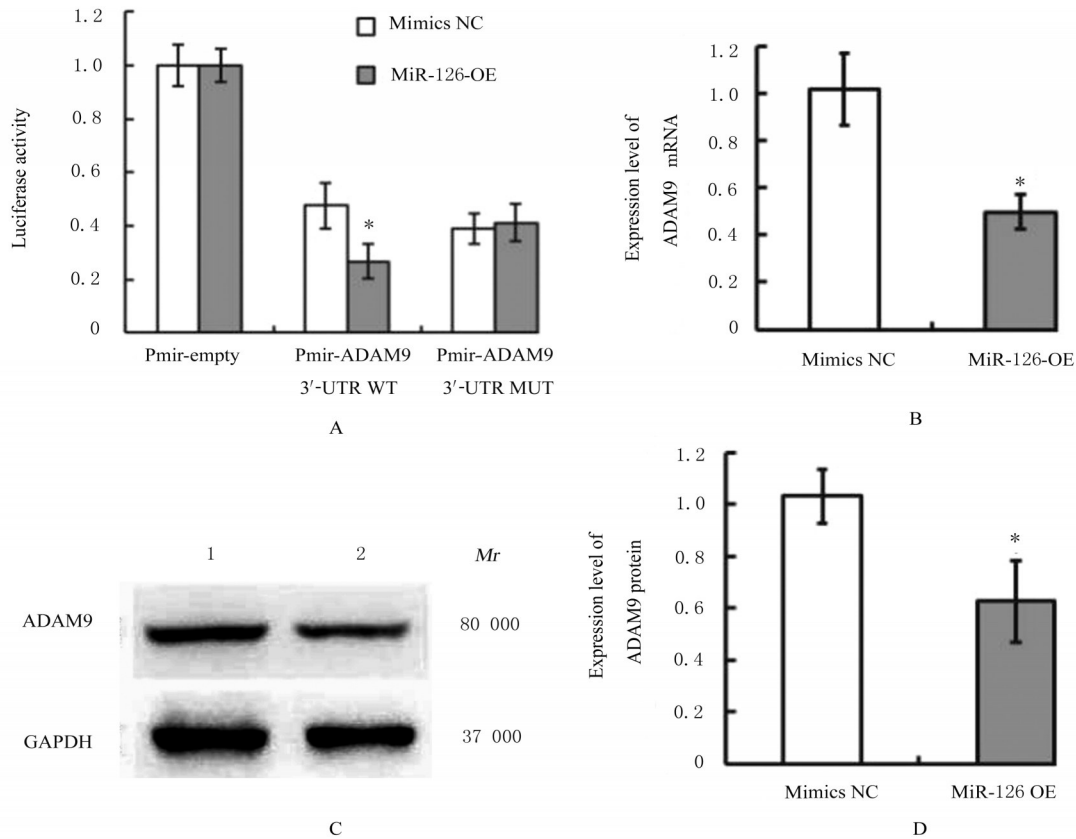 1. 2
1. 0
0. 8
0. 6
0. 4
0. 2
0
Luciferase activity
Mimics NC
MiR-126-OE
Pmir-empty
Pmir-ADAM9
3′-UTR WT
Pmir-ADAM9
3′-UTR MUT
*
A
1. 2
1. 0
0. 8
0. 6
0. 4
0. 2
0
Expression level of
ADAM9 mRNA
*
Mimics NC
MiR-126-OE
B
1 2 Mr
ADAM9 80 000
GAPDH 37 000
C
1. 2
1. 0
0. 8
0. 6
0. 4
0. 2
0
Expression level of
ADAM9 protein
*
Mimics NC
MiR-126 OE
D